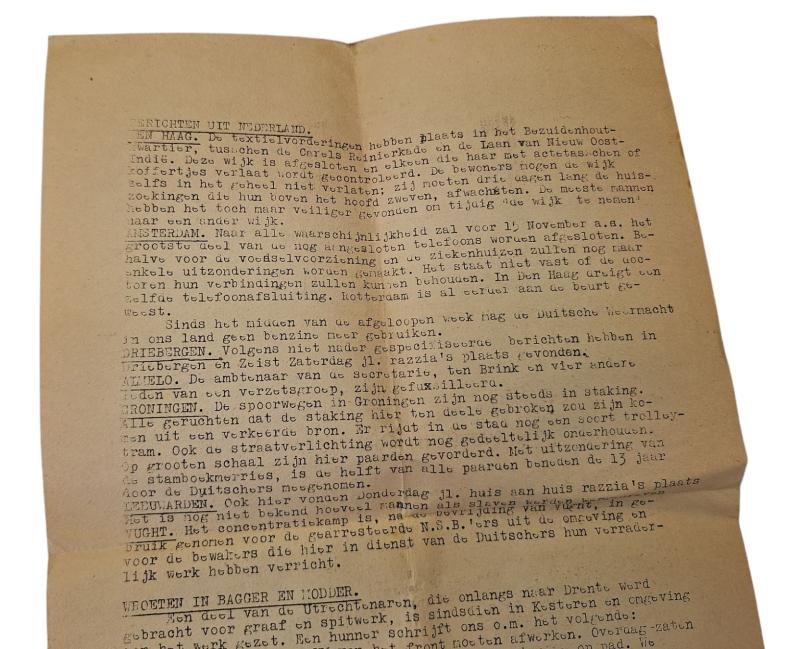 BERICHTEN UIT NEDERLAND.
DEN HAAG. De textielvorderingen hebben plaats in het Bezuidenhout-
kwartier, tusschen de Carels Reinierkade en de Laan van Nieuw Oost-
Indië. Deze wijk is afgesloten en elkeen die haar met actetasschen of
koffertjes verlaat wordt gecontroleerd. De bewoners mogen de wijk
zelfs in het geheel niet verlaten; zij moeten drie dagen lang de huis-
zoekingen die hun boven het hoofd zweven, afwachten. De meeste mannen
hebben het toch maar veiliger gevonden om tijdig "de wijk te nemen"
naar een ander wijk.
AMSTERDAM. Naar alle waarschijnlijkheid zal voor 15 November a.s. het
grootste deel van de nog aangesloten telefoons worden afgesloten. Be-
halve voor de voedselvoorziening en de ziekenhuizen zullen nog maar
enkele uitzonderingen worden gemaakt. Het staat niet vast of de doc-
toren hun verbindingen zullen kunnen behouden. In Den Haag dreigt een
zelfde telefoonafsluiting. Rotterdam is al eerder aan de beurt ge-
weest.
Sinds het midden van de afgeloopen week mag de Duitsche Weermacht
in ons land geen benzine meer gebruiken.
DRIEBERGEN. Volgens niet nader gespecifiseerde berichten hebben in
Driebergen en Zeist Zaterdag jl. razzia's plaats gevonden.
ALMELO. De ambtenaar van de secretarie, ten Brink en vier andere
leden van een verzetsgroep, zijn gefusilleerd.
GRONINGEN. De spoorwegen in Groningen zijn nog steeds in staking.
Alle geruchten dat de staking hier ten deele gebroken zou zijn ko-
men uit een verkeerde bron. Er rijdt in de stad nog een soort trolley-
tram. Ook de straatverlichting wordt nog gedeeltelijk onderhouden.
Op grooten schaal zijn hier paarden gevorderd. Met uitzondering van
de stamboekmerries, is de helft van alle paarden beneden de 13 jaar
door de Duitschers meegenomen.
LEEUWARDEN. Ook hier vonden Donderdag jl. huis aan huis razzia's plaats
Het is nog niet bekend hoeveel mannen als slaven werden
VUGHT. Het concentratiekamp is, na de bevrijding van Vught, in ge-
bruik genomen voor de gearresteerde N.S.B.'ers uit de omgeving en
voor de bewakers die hier in dienst van de Duitschers hun verrader-
lijk werk hebben verricht.
WROETEN IN BAGGER EN MODDER.
Een deel van de Utrechtenaren, die onlangs naar Drente werd
gebracht voor graaf en spitwerk, is sindsdien in Kesteren en omgeving
aan het werk gezet. Een hunner schrijft ons o.m. het volgende:
het front moeten afwerken. Overdag zaten
op pad. We